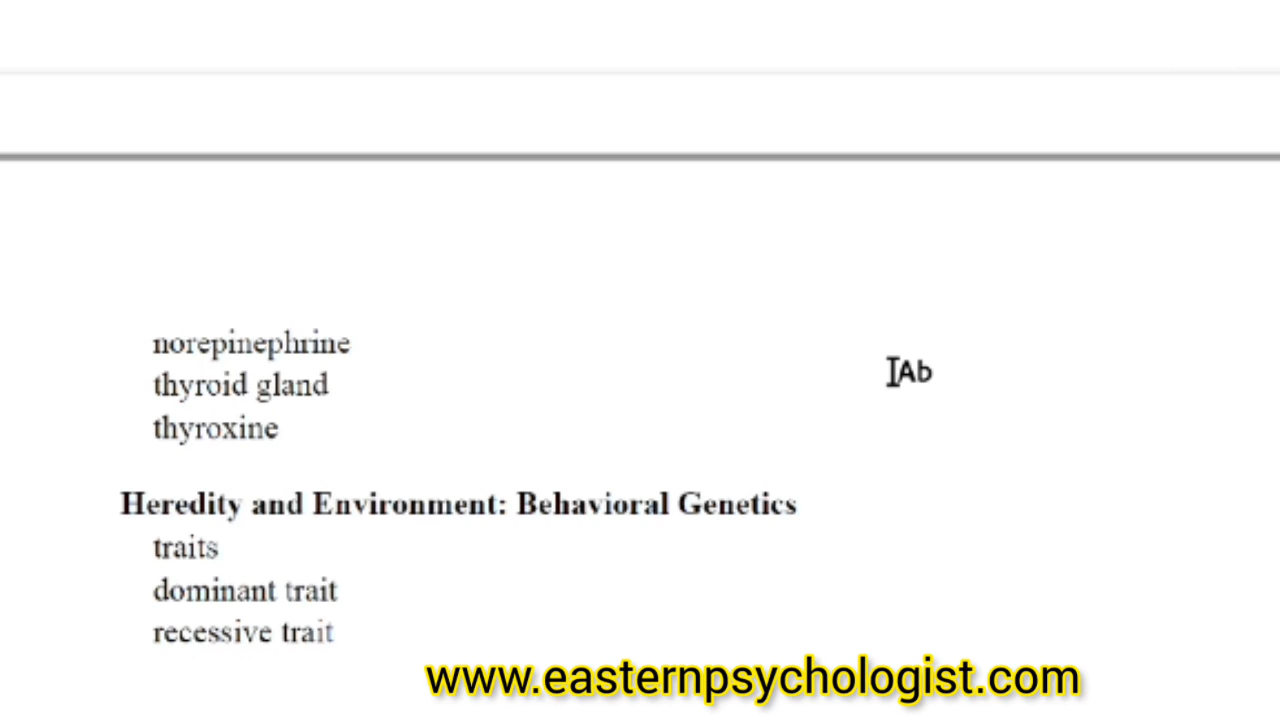 norepinephrine
IAb
thyroid gland
thyroxine
Heredity and Environment: Behavioral Genetics
traits
dominant trait
recessive trait
www.easternpsychologist.com